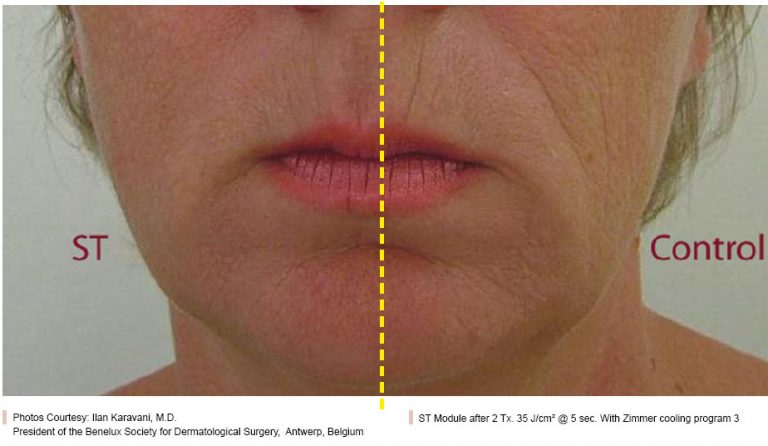 ST
Control
Photos Courtesy: Ilan Karavani, M.D.
President of the Benelux Society for Dermatological Surgery, Antwerp, Belgium
ST Module after 2 Tx. 35 J/cm² @ 5 sec. With Zimmer cooling program 3